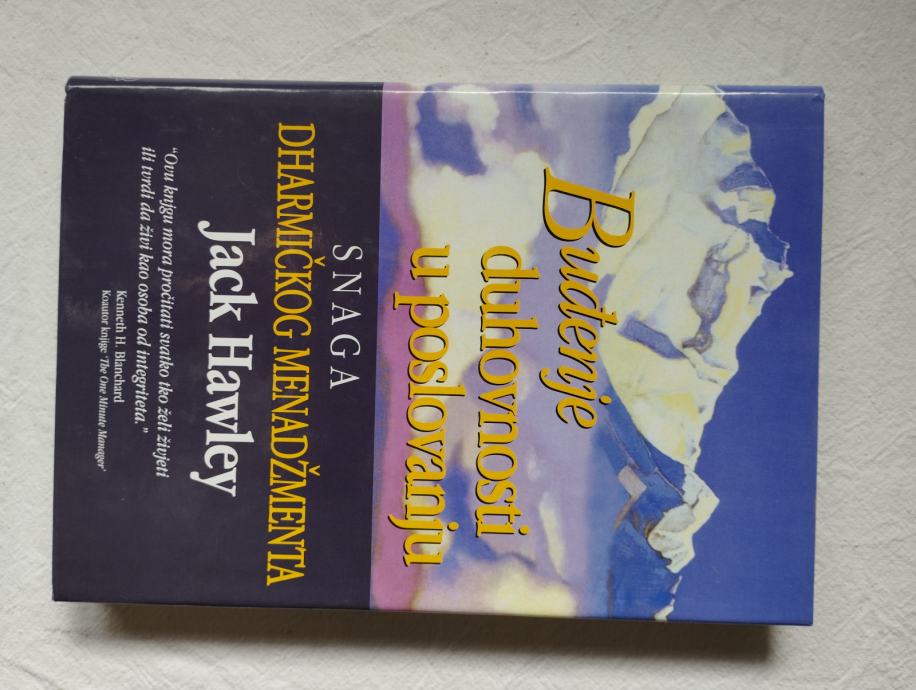 Buđenje
duhovnosti
u poslovanju
SNAGA
DHARMIČKOG MENADŽMENTA
Jack Hawley
"Ovu knjgu mora pročitati svatko tko želi živjeti
ili tvrdi da živi kao osoba od integriteta."
Kenneth H. Blanchard
Koautor knjige 'The One Minute Manager'